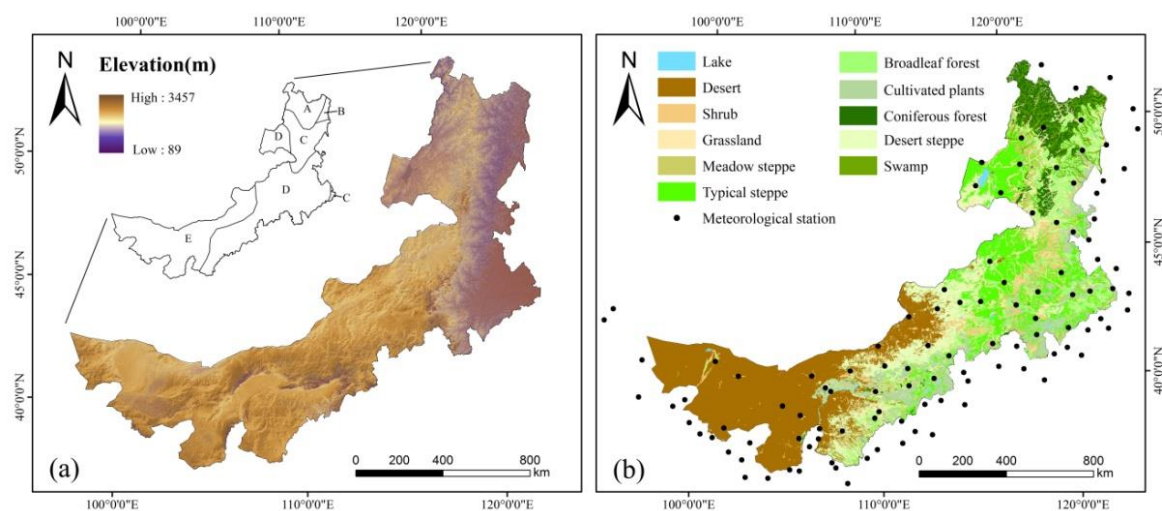 100°0'0"E 110°0'0"E 120°0'0"E
N
Elevation(m)
High : 3457
Low : 89
A
B
D
C
D
C
E
50°0'0"N
45°0'0"N
40°0'0"N
(a)
0 200 400 800
km
100°0'0"E 110°0'0"E 120°0'0"E
100°0'0"E 110°0'0"E 120°0'0"E
N
Lake
Desert
Shrub
Grassland
Meadow steppe
Typical steppe
Meteorological station
Broadleaf forest
Cultivated plants
Coniferous forest
Desert steppe
Swamp
50°0'0"N
45°0'0"N
40°0'0"N
(b)
0 200 400 800
km
100°0'0"E 110°0'0"E 120°0'0"E